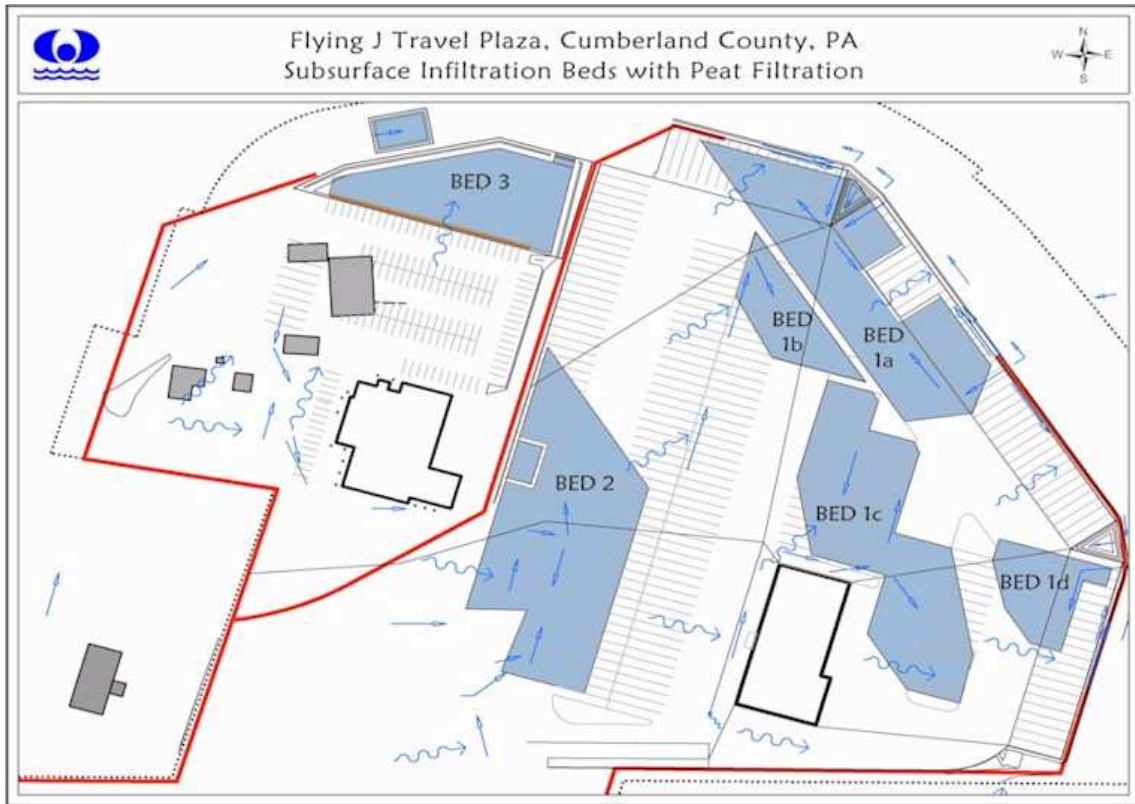 Flying J Travel Plaza, Cumberland County, PA
Subsurface Infiltration Beds with Peat Filtration
N
W E
S
BED 3
BED
1b
BED
1a
BED 2
BED 1c
BED 1d